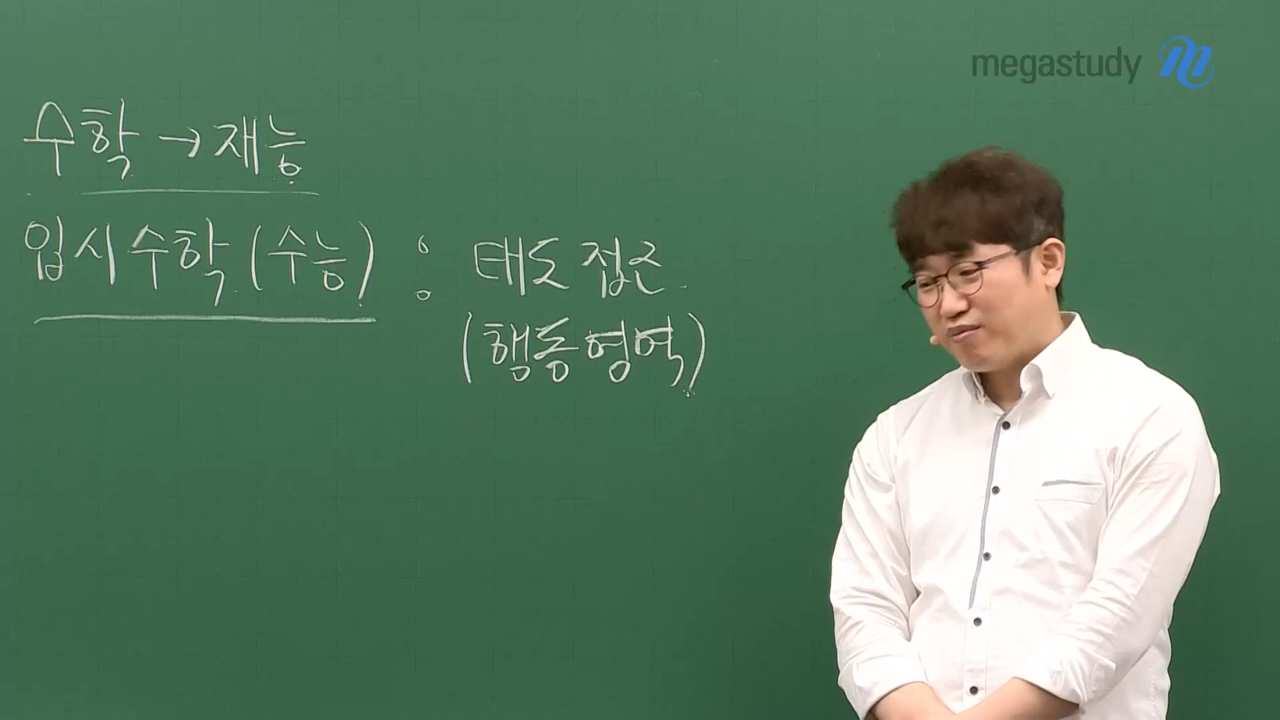 megastudy
수학 → 재능
입시수학 (수능) : 태도 접근
(행동영역)